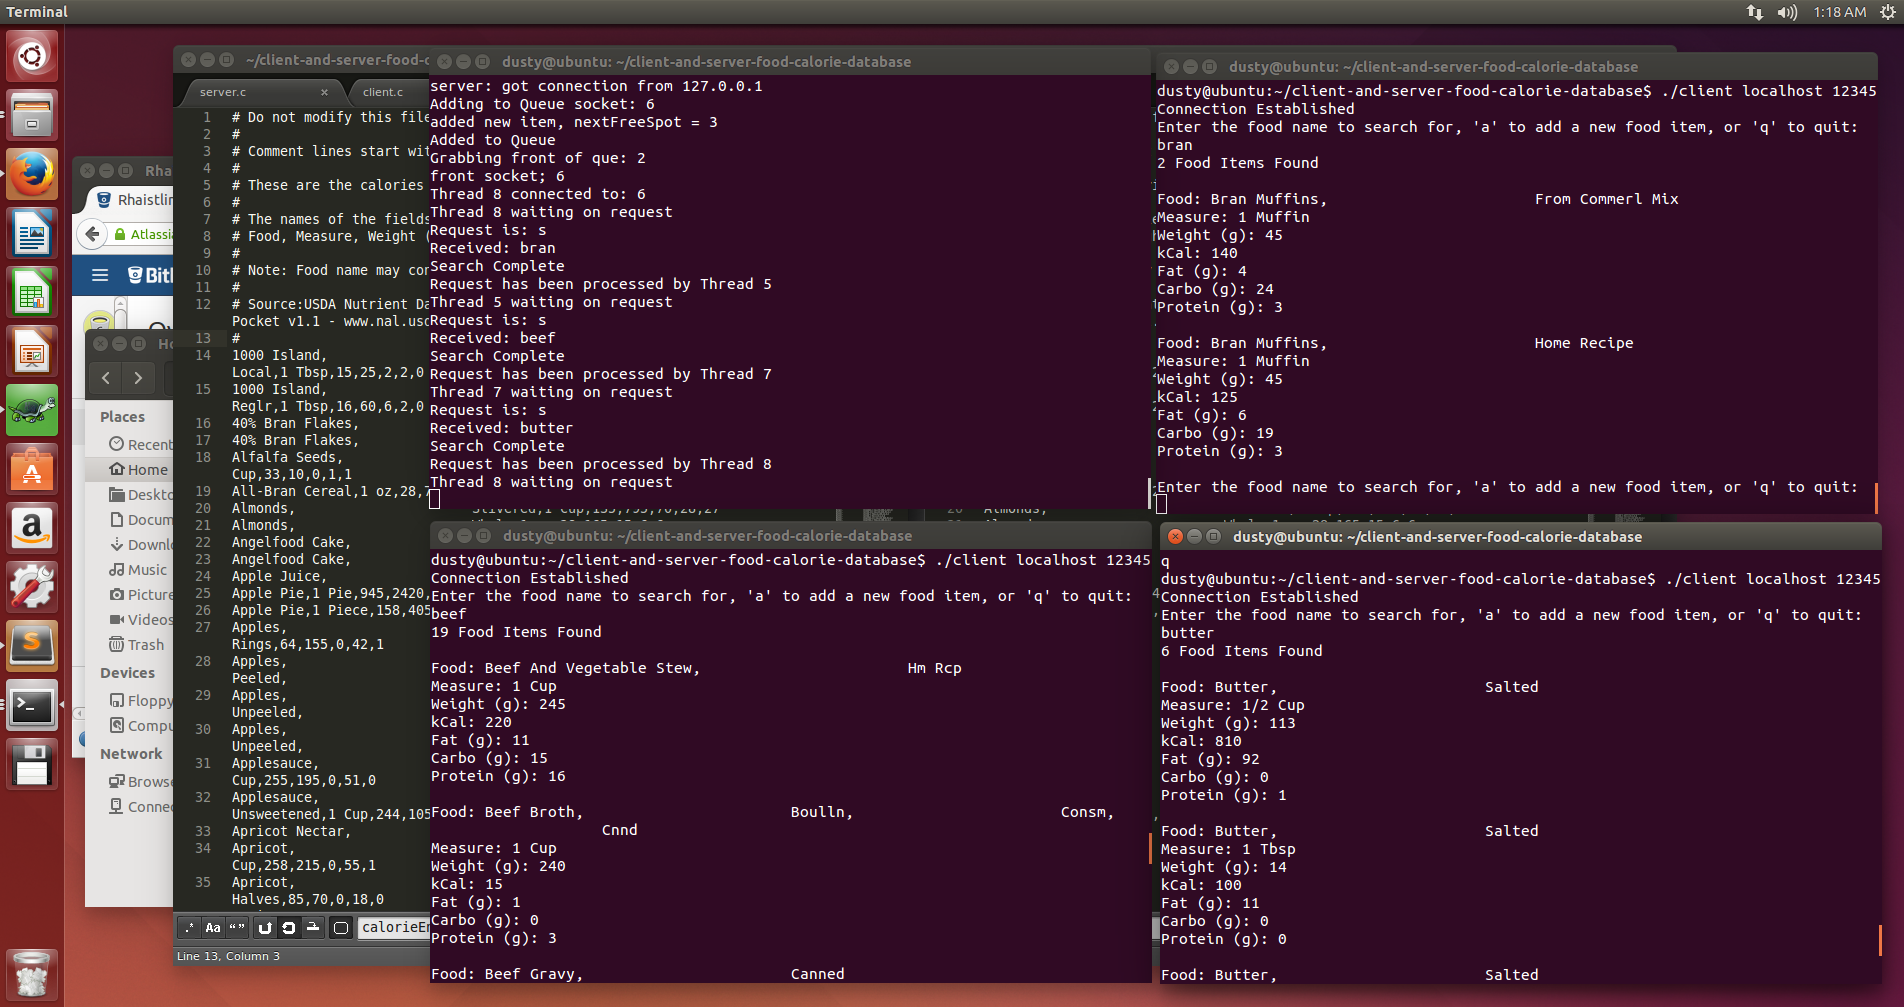 Terminal
1:18 AM
~/client-and-server-food-c
server.c
client.c
1 # Do not modify this file
2 #
3 # Comment lines start wit
4 #
5 # These are the calories
6 #
7 # The names of the fields
8 # Food, Measure, Weight (
9 #
10 # Note: Food name may con
11 #
12 # Source:USDA Nutrient Da
Pocket v1.1 - www.nal.usd
13 #
14 1000 Island,
Local,1 Tbsp,15,25,2,2,0
15 1000 Island,
Reglr,1 Tbsp,16,60,6,2,0
16 40% Bran Flakes,
17 40% Bran Flakes,
18 Alfalfa Seeds,
Cup,33,10,0,1,1
19 All-Bran Cereal,1 oz,28,7
20 Almonds,
21 Almonds,
22 Angelfood Cake,
23 Angelfood Cake,
24 Apple Juice,
25 Apple Pie,1 Pie,945,2420,
26 Apple Pie,1 Piece,158,405
27 Apples,
Rings,64,155,0,42,1
28 Apples,
Peeled,
29 Apples,
Unpeeled,
30 Apples,
Unpeeled,
31 Applesauce,
Cup,255,195,0,51,0
32 Applesauce,
Unsweetened,1 Cup,244,105
33 Apricot Nectar,
34 Apricot,
Cup,258,215,0,55,1
35 Apricot,
Halves,85,70,0,18,0
.* Aa “”
calorieEn
Line 13, Column 3
Rha
Rhaistlin
Atlassia
Bit
Ho
Places
Recent
Home
Deskto
Docum
Downl
Music
Picture
Videos
Trash
Devices
Floppy
Compu
Network
Browse
Connec
dusty@ubuntu: ~/client-and-server-food-calorie-database
server: got connection from 127.0.0.1
Adding to Queue socket: 6
added new item, nextFreeSpot = 3
Added to Queue
Grabbing front of que: 2
front socket; 6
Thread 8 connected to: 6
Thread 8 waiting on request
Request is: s
Received: bran
Search Complete
Request has been processed by Thread 5
Thread 5 waiting on request
Request is: s
Received: beef
Search Complete
Request has been processed by Thread 7
Thread 7 waiting on request
Request is: s
Received: butter
Search Complete
Request has been processed by Thread 8
Thread 8 waiting on request
dusty@ubuntu: ~/client-and-server-food-calorie-database
dusty@ubuntu:~/client-and-server-food-calorie-database$ ./client localhost 12345
Connection Established
Enter the food name to search for, 'a' to add a new food item, or 'q' to quit:
bran
2 Food Items Found
Food: Bran Muffins, From Commerl Mix
Measure: 1 Muffin
Weight (g): 45
kCal: 140
Fat (g): 4
Carbo (g): 24
Protein (g): 3
Food: Bran Muffins, Home Recipe
Measure: 1 Muffin
Weight (g): 45
kCal: 125
Fat (g): 6
Carbo (g): 19
Protein (g): 3
Enter the food name to search for, 'a' to add a new food item, or 'q' to quit:
dusty@ubuntu: ~/client-and-server-food-calorie-database
dusty@ubuntu:~/client-and-server-food-calorie-database$ ./client localhost 12345
Connection Established
Enter the food name to search for, 'a' to add a new food item, or 'q' to quit:
beef
19 Food Items Found
Food: Beef And Vegetable Stew, Hm Rcp
Measure: 1 Cup
Weight (g): 245
kCal: 220
Fat (g): 11
Carbo (g): 15
Protein (g): 16
Food: Beef Broth, Boulln, Consm,
Cnnd
Measure: 1 Cup
Weight (g): 240
kCal: 15
Fat (g): 1
Carbo (g): 0
Protein (g): 3
Food: Beef Gravy, Canned
dusty@ubuntu: ~/client-and-server-food-calorie-database
q
dusty@ubuntu:~/client-and-server-food-calorie-database$ ./client localhost 12345
Connection Established
Enter the food name to search for, 'a' to add a new food item, or 'q' to quit:
butter
6 Food Items Found
Food: Butter, Salted
Measure: 1/2 Cup
Weight (g): 113
kCal: 810
Fat (g): 92
Carbo (g): 0
Protein (g): 1
Food: Butter, Salted
Measure: 1 Tbsp
Weight (g): 14
kCal: 100
Fat (g): 11
Carbo (g): 0
Protein (g): 0
Food: Butter, Salted